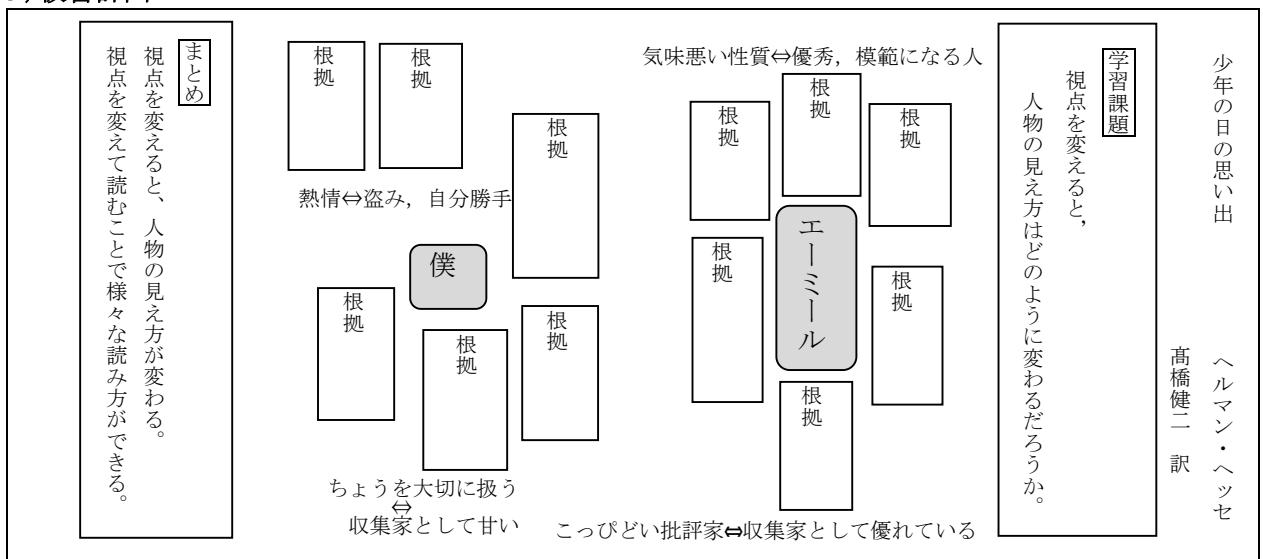 少年の日の思い出
ヘルマン・ヘッセ
髙橋健二 訳
学習課題
視点を変えると，
人物の見え方はどのように変わるだろうか。
気味悪い性質⇔優秀，模範になる人
根拠
根拠
根拠
エーミール
根拠
根拠
根拠
こっぴどい批評家⇔収集家として優れている
根拠
根拠
根拠
熱情⇔盗み，自分勝手
僕
根拠
根拠
根拠
ちょうを大切に扱う
⇔
収集家として甘い
まとめ
視点を変えると、人物の見え方が変わる。
視点を変えて読むことで様々な読み方ができる。